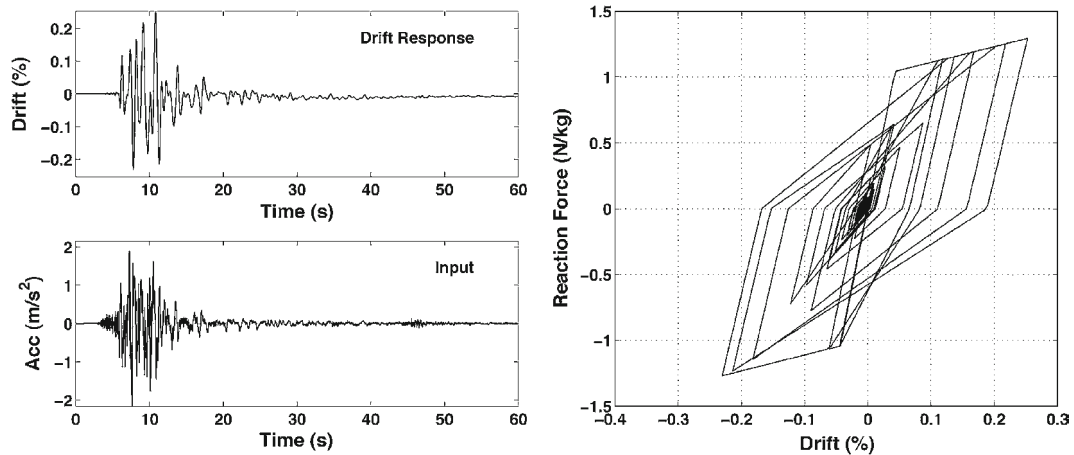 Drift Response
Drift (%)
0.2
0.1
0
−0.1
−0.2
0 10 20 30 40 50 60
Time (s)
Input
Acc (m/s²)
2
1
0
−1
−2
0 10 20 30 40 50 60
Time (s)
Reaction Force (N/kg)
1.5
1
0.5
0
−0.5
−1
−1.5
−0.4 −0.3 −0.2 −0.1 0 0.1 0.2 0.3
Drift (%)